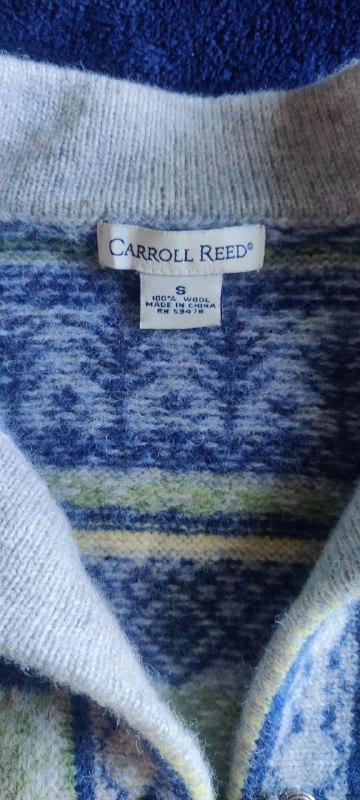 CARROLL REED®
S
100% WOOL
MADE IN CHINA
RN 59478